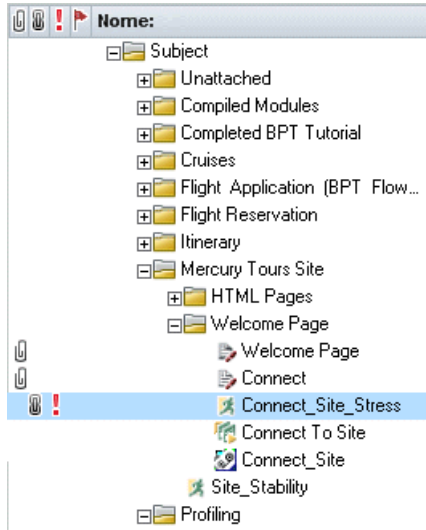 Nome:
Subject
Unattached
Compiled Modules
Completed BPT Tutorial
Cruises
Flight Application (BPT Flow...
Flight Reservation
Itinerary
Mercury Tours Site
HTML Pages
Welcome Page
Welcome Page
Connect
Connect_Site_Stress
Connect To Site
Connect_Site
Site_Stability
Profiling